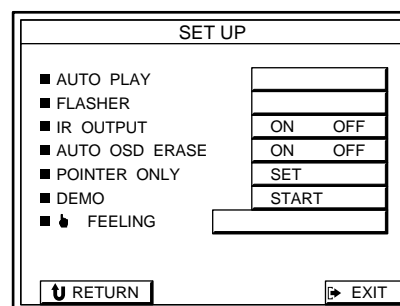 SET UP
AUTO PLAY
FLASHER
IR OUTPUT ON OFF
AUTO OSD ERASE ON OFF
POINTER ONLY SET
DEMO START
FEELING
RETURN EXIT